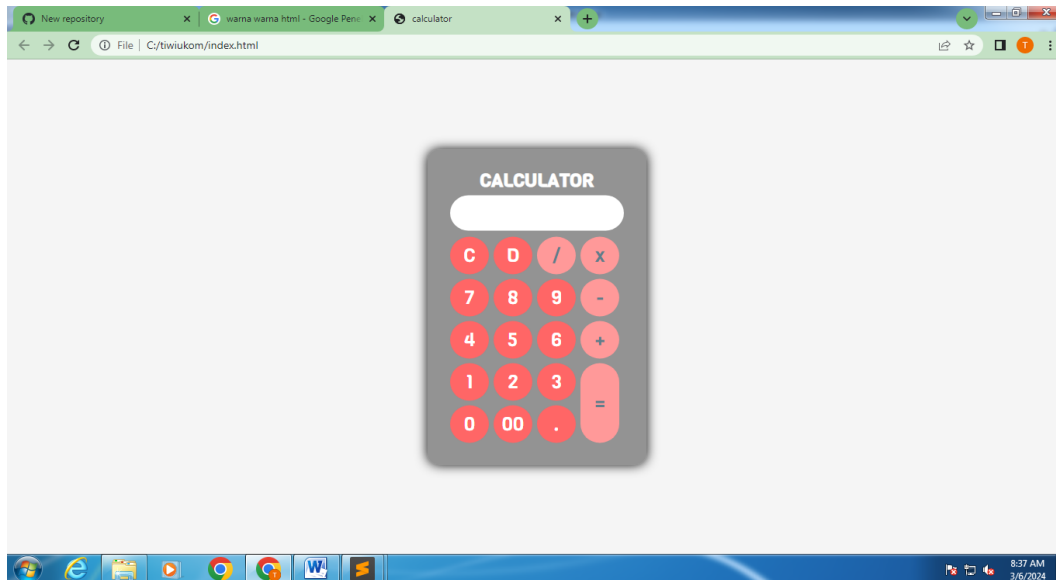 New repository
warna warna html - Google Pene
calculator
File
C:/tiwiukom/index.html
T
CALCULATOR
C D / x
7 8 9 -
4 5 6 +
1 2 3
=
0 00 .
8:37 AM
3/6/2024